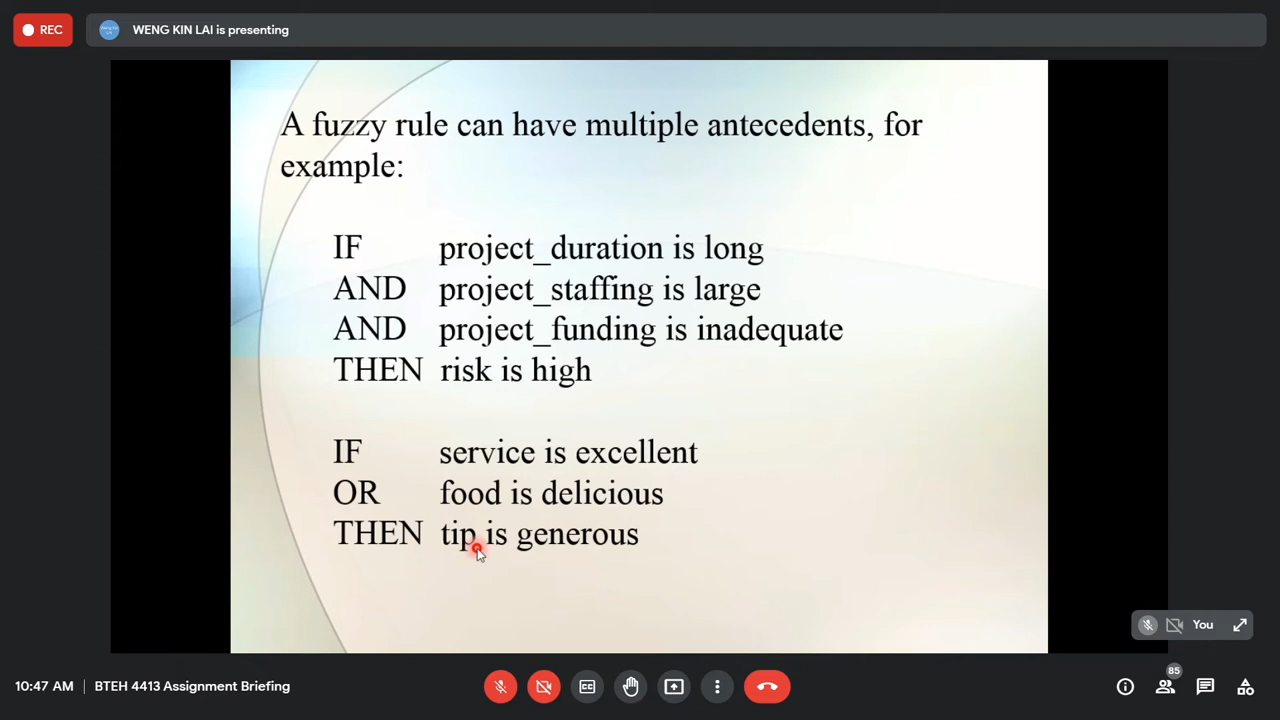 REC
WENG KIN LAI is presenting
A fuzzy rule can have multiple antecedents, for
example:
IF project_duration is long
AND project_staffing is large
AND project_funding is inadequate
THEN risk is high
IF service is excellent
OR food is delicious
THEN tip is generous
You
10:47 AM | BTEH 4413 Assignment Briefing
CC
85